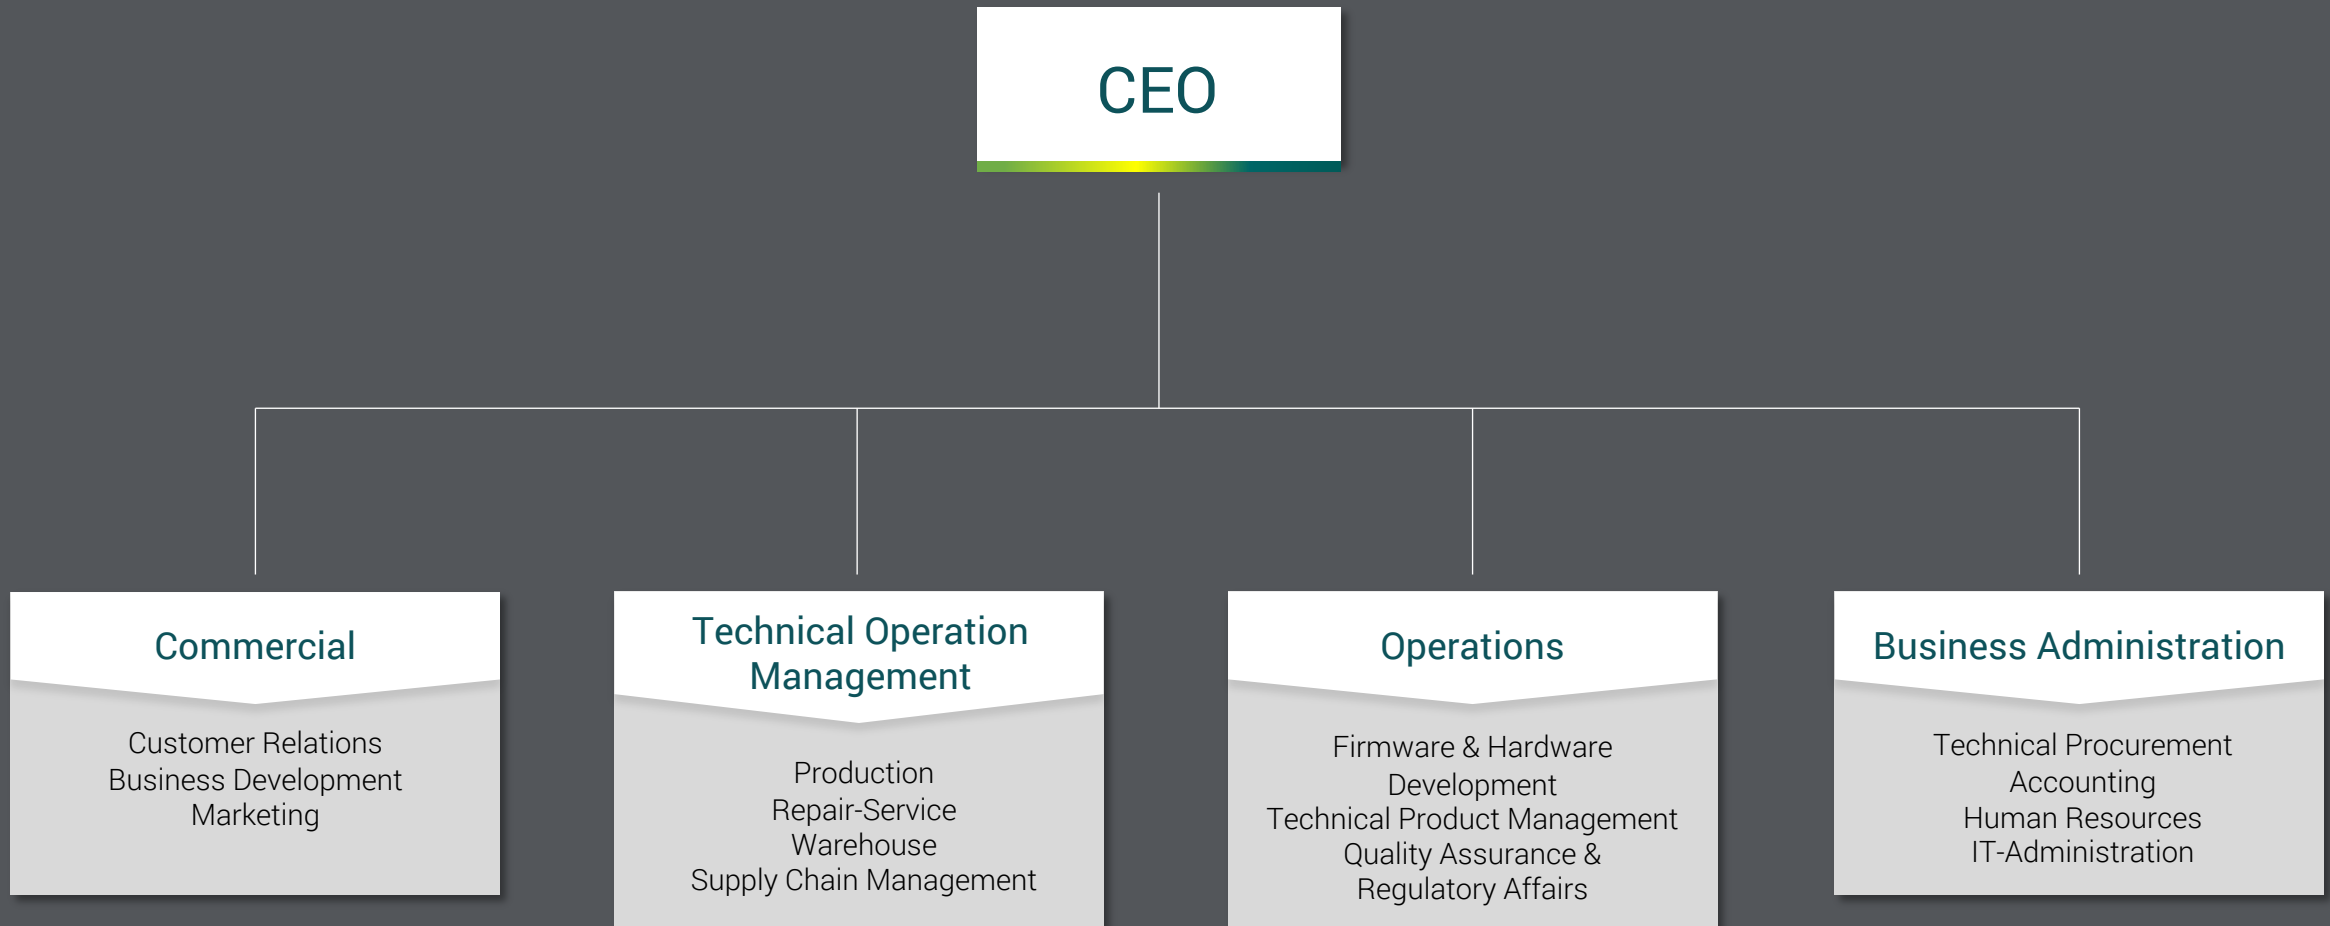 CEO
Commercial
Customer Relations
Business Development
Marketing
Technical Operation
Management
Production
Repair-Service
Warehouse
Supply Chain Management
Operations
Firmware & Hardware
Development
Technical Product Management
Quality Assurance &
Regulatory Affairs
Business Administration
Technical Procurement
Accounting
Human Resources
IT-Administration